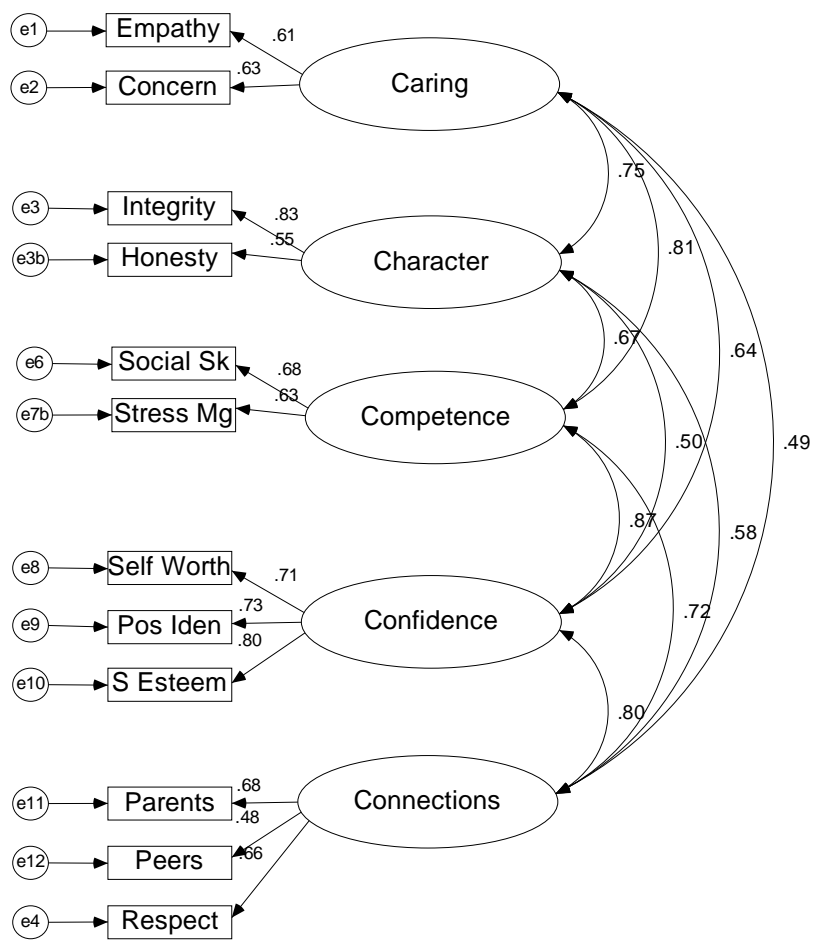 e1 Empathy .61
e2 Concern .63 Caring
.75
e3 Integrity .83
e3b Honesty .55 Character
.81
.67
e6 Social Sk .68 .64
e7b Stress Mg .63 Competence
.50 .49
.87 .58
e8 Self Worth .71
e9 Pos Iden .73 Confidence .72
e10 S Esteem .80
.80
e11 Parents .68 Connections
.48
e12 Peers .66
e4 Respect